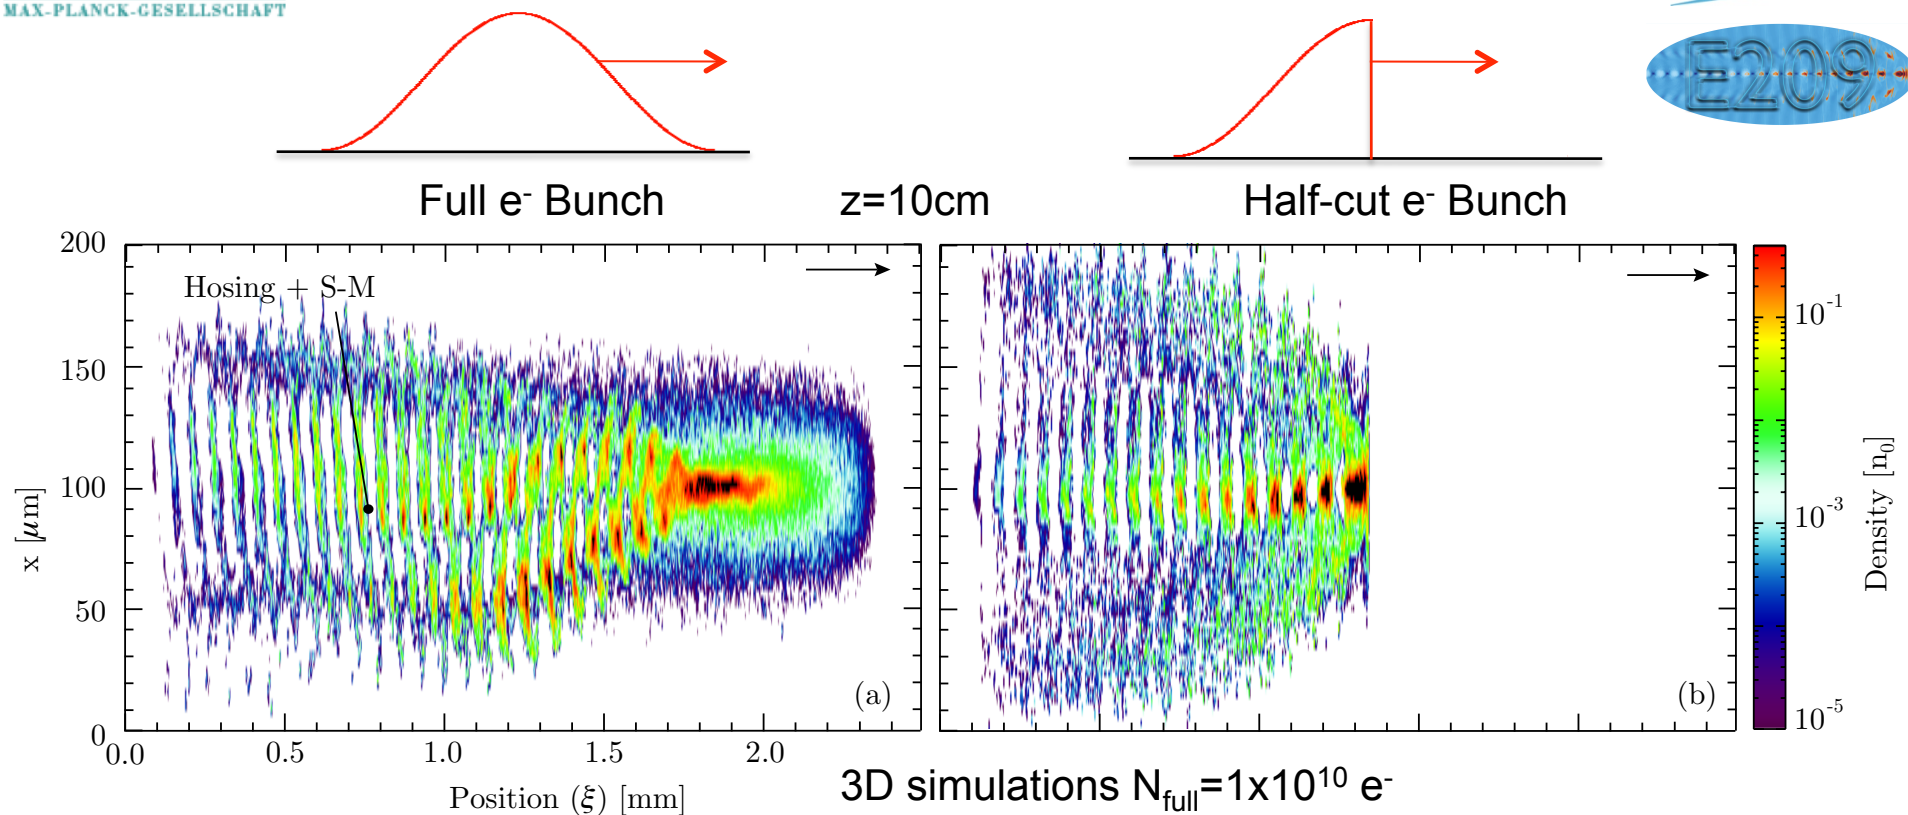 MAX-PLANCK-GESELLSCHAFT
E209
Full e- Bunch
z=10cm
Half-cut e- Bunch
200
150
100
50
0
x [μm]
Hosing + S-M
(a)
(b)
0.0
0.5
1.0
1.5
2.0
Position (ξ) [mm]
10-1
10-3
10-5
Density [n0]
3D simulations Nfull=1x1010 e-